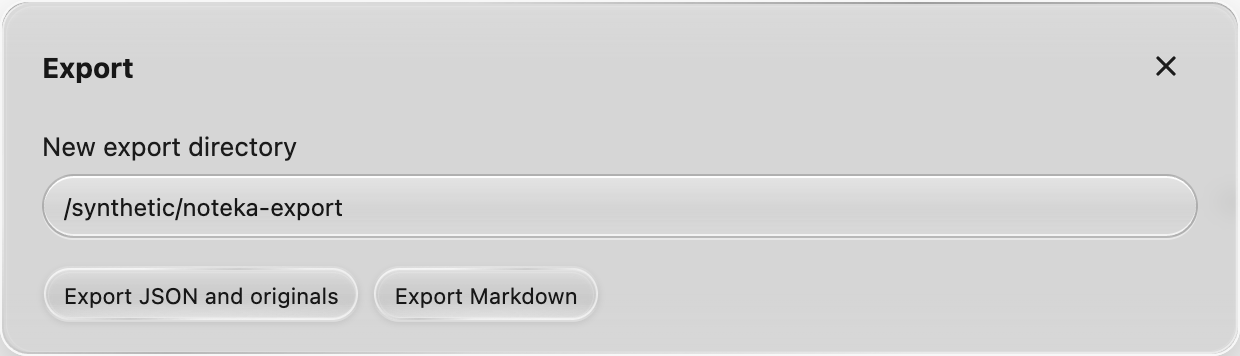 Export
New export directory
/synthetic/noteka-export
Export JSON and originals
Export Markdown